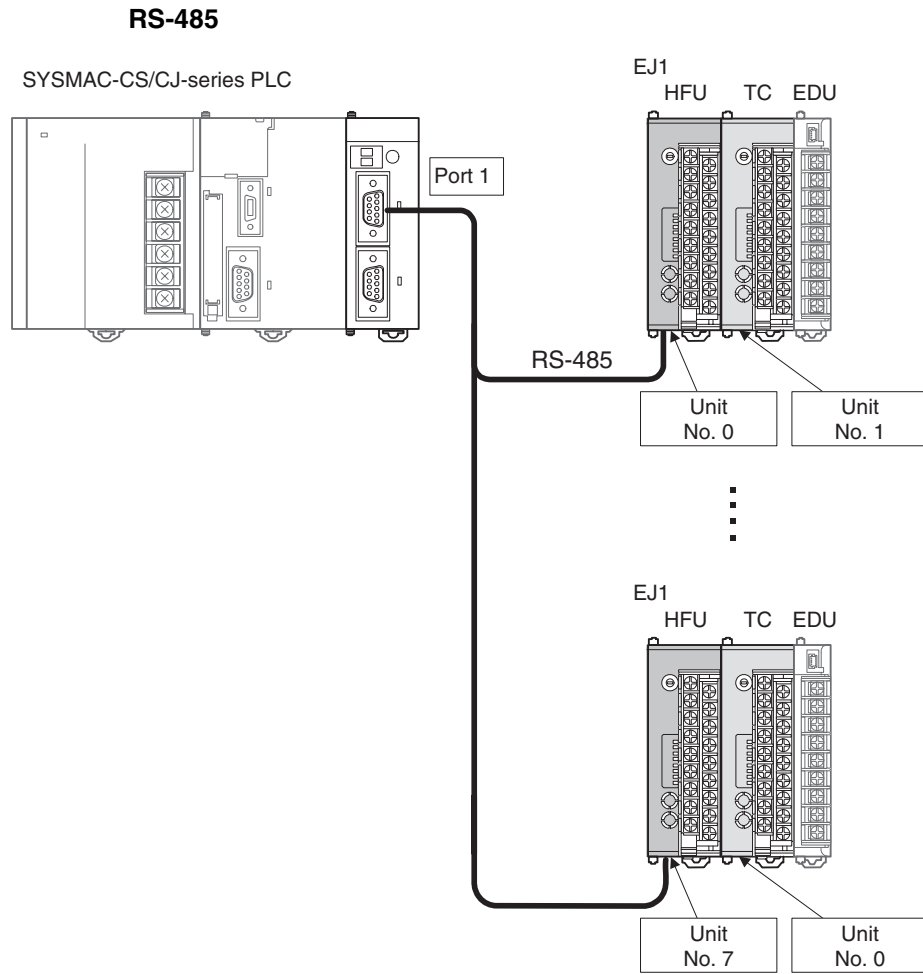 RS-485
SYSMAC-CS/CJ-series PLC
EJ1
HFU TC EDU
Port 1
RS-485
Unit
No. 0
Unit
No. 1
EJ1
HFU TC EDU
Unit
No. 7
Unit
No. 0